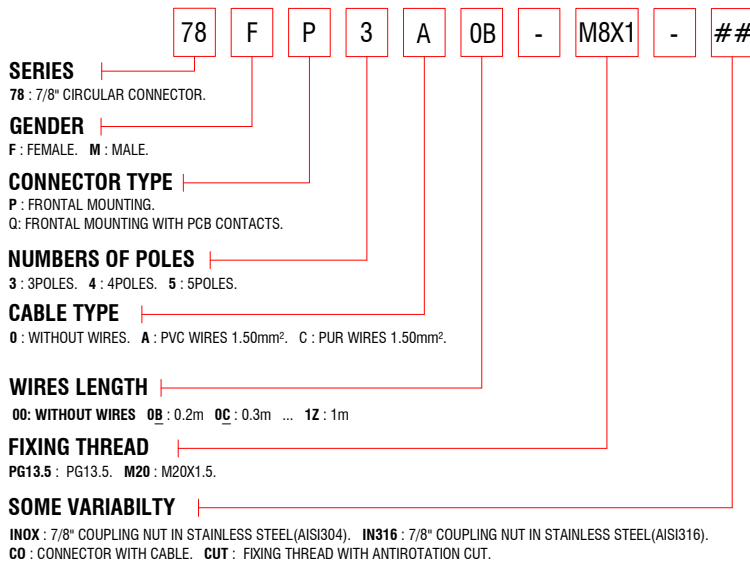 78 F P 3 A 0B - M8X1 - ##
SERIES
78 : 7/8" CIRCULAR CONNECTOR.
GENDER
F : FEMALE. M : MALE.
CONNECTOR TYPE
P : FRONTAL MOUNTING.
Q: FRONTAL MOUNTING WITH PCB CONTACTS.
NUMBERS OF POLES
3 : 3POLES. 4 : 4POLES. 5 : 5POLES.
CABLE TYPE
0 : WITHOUT WIRES. A : PVC WIRES 1.50mm². C : PUR WIRES 1.50mm².
WIRES LENGTH
00: WITHOUT WIRES 0B : 0.2m 0C : 0.3m ... 1Z : 1m
FIXING THREAD
PG13.5 : PG13.5. M20 : M20X1.5.
SOME VARIABILTY
INOX : 7/8" COUPLING NUT IN STAINLESS STEEL(AISI304). IN316 : 7/8" COUPLING NUT IN STAINLESS STEEL(AISI316).
CO : CONNECTOR WITH CABLE. CUT : FIXING THREAD WITH ANTIROTATION CUT.